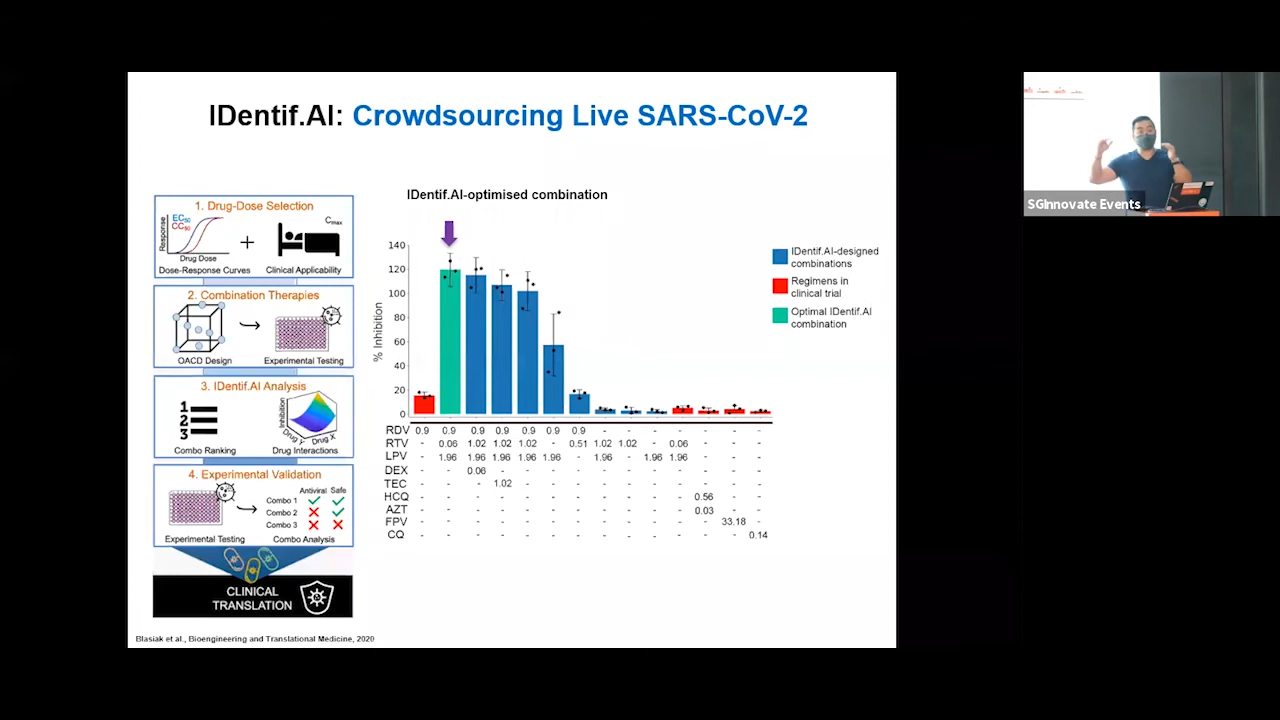 IDentif.AI: Crowdsourcing Live SARS-CoV-2
1. Drug-Dose Selection
EC50
CC50
Response
Drug Dose
+
Cmax
Dose-Response Curves
Clinical Applicability
2. Combination Therapies
OACD Design
Experimental Testing
3. IDentif.AI Analysis
1
2
3
Inhibition
Drug Y
Drug X
Combo Ranking
Drug Interactions
4. Experimental Validation
Antiviral Safe
Combo 1
Combo 2
Combo 3
Experimental Testing
Combo Analysis
CLINICAL
TRANSLATION
Blasiak et al., Bioengineering and Translational Medicine, 2020
IDentif.AI-optimised combination
% Inhibition
140
120
100
80
60
40
20
0
RDV 0.9 0.9 0.9 0.9 0.9 0.9 0.9 - - - - - - -
RTV - 0.06 1.02 1.02 1.02 - 0.51 1.02 1.02 - 0.06 - - -
LPV - 1.96 1.96 1.96 1.96 1.96 - 1.96 - 1.96 1.96 - - -
DEX - - 0.06 - - - - - - - - - - -
TEC - - - 1.02 - - - - - - - - - -
HCQ - - - - - - - - - - - 0.56 - -
AZT - - - - - - - - - - - 0.03 - -
FPV - - - - - - - - - - - - 33.18 -
CQ - - - - - - - - - - - - - 0.14
IDentif.AI-designed
combinations
Regimens in
clinical trial
Optimal IDentif.AI
combination
SGInnovate Events